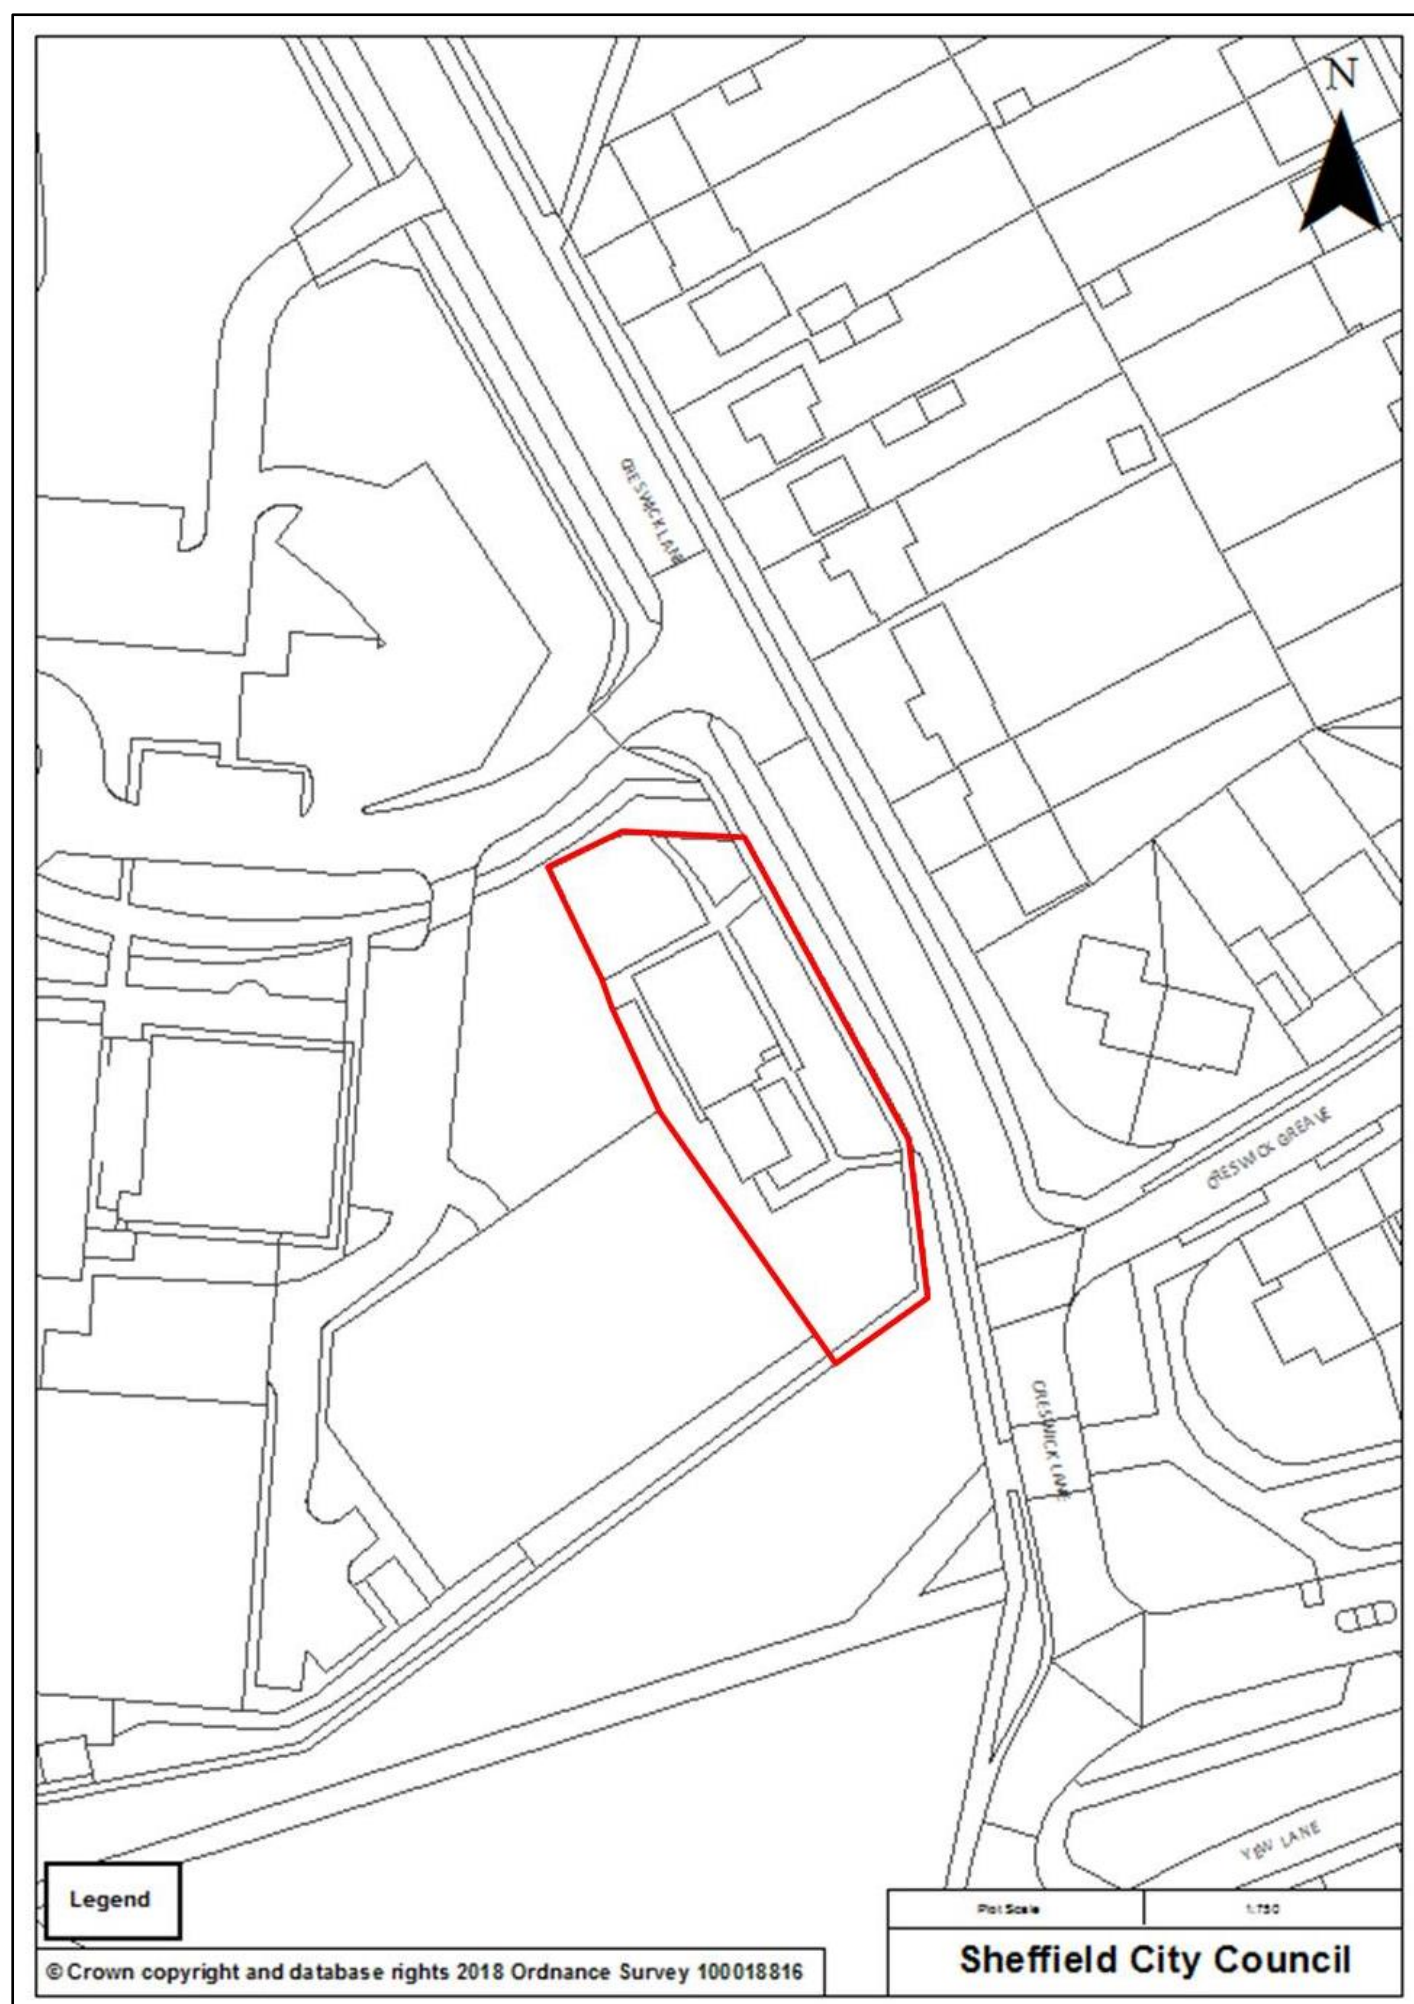 N
CRESWICK LANE
CRESWICK GREAVE
CRESWICK LANE
YEW LANE
Legend
Plot Scale 1:750
Sheffield City Council
© Crown copyright and database rights 2018 Ordnance Survey 100018816